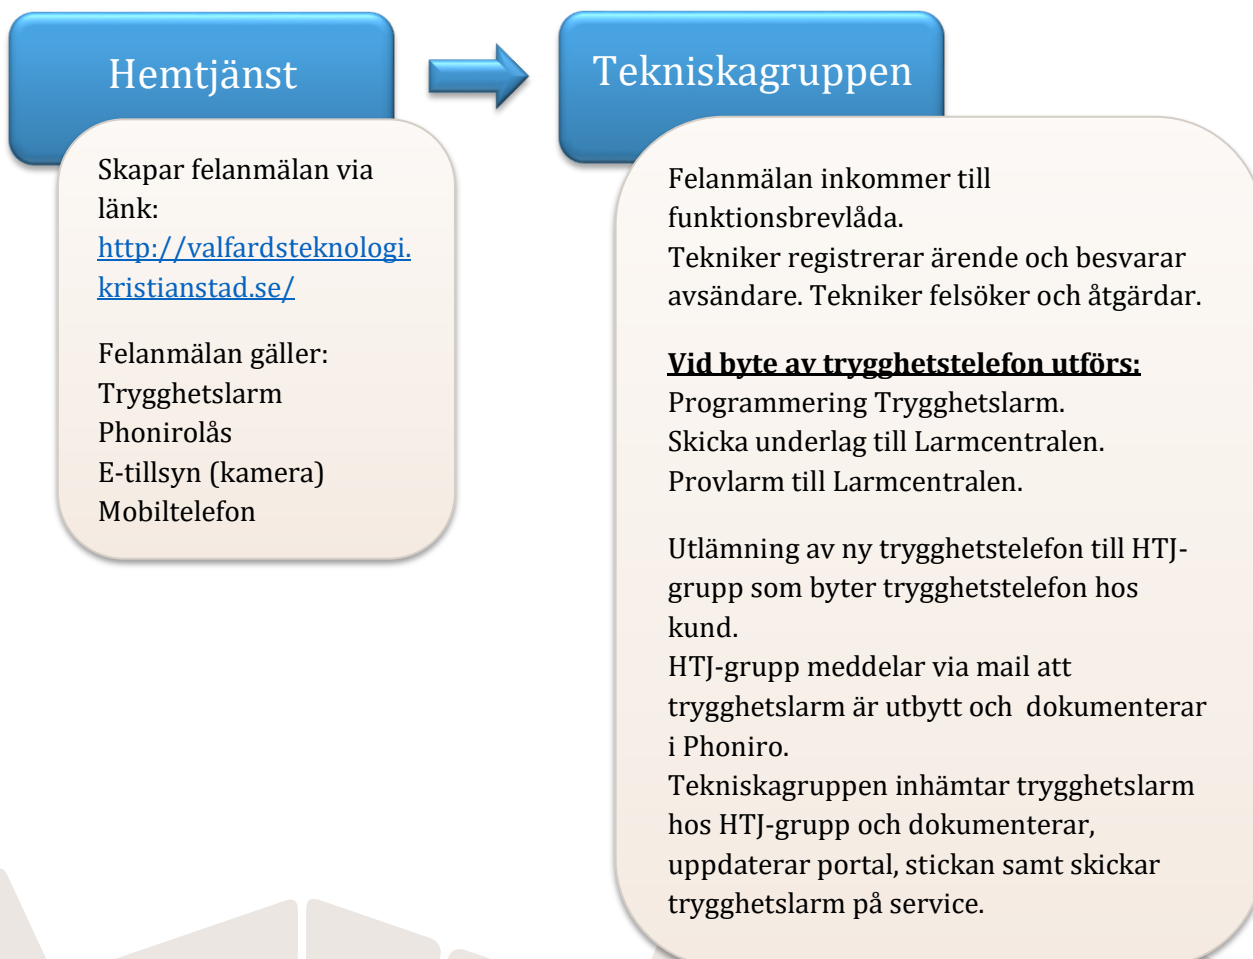 Hemtjänst
Skapar felanmälan via
länk:
http://valfardsteknologi.
kristianstad.se/
Felanmälan gäller:
Trygghetslarm
Phonirolås
E-tillsyn (kamera)
Mobiltelefon
Tekniskagruppen
Felanmälan inkommer till
funktionsbrevlåda.
Tekniker registrerar ärende och besvarar
avsändare. Tekniker felsöker och åtgärdar.
Vid byte av trygghetstelefon utförs:
Programmering Trygghetslarm.
Skicka underlag till Larmcentralen.
Provlarm till Larmcentralen.
Utlämning av ny trygghetstelefon till HTJ-
grupp som byter trygghetstelefon hos
kund.
HTJ-grupp meddelar via mail att
trygghetslarm är utbytt och  dokumenterar
i Phoniro.
Tekniskagruppen inhämtar trygghetslarm
hos HTJ-grupp och dokumenterar,
uppdaterar portal, stickan samt skickar
trygghetslarm på service.